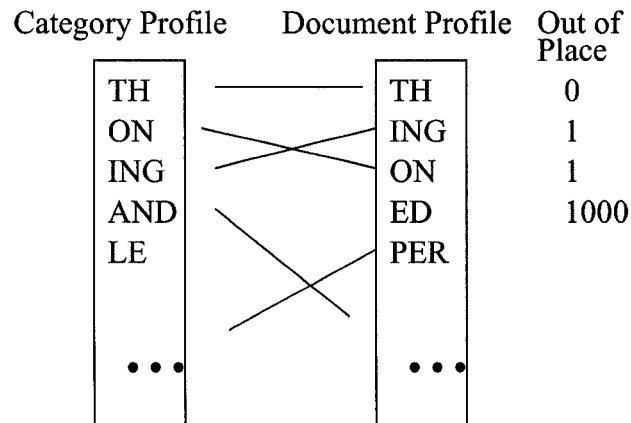 Category Profile Document Profile Out of
Place
TH TH 0
ON ING 1
ING ON 1
AND ED 1000
LE PER
••• •••